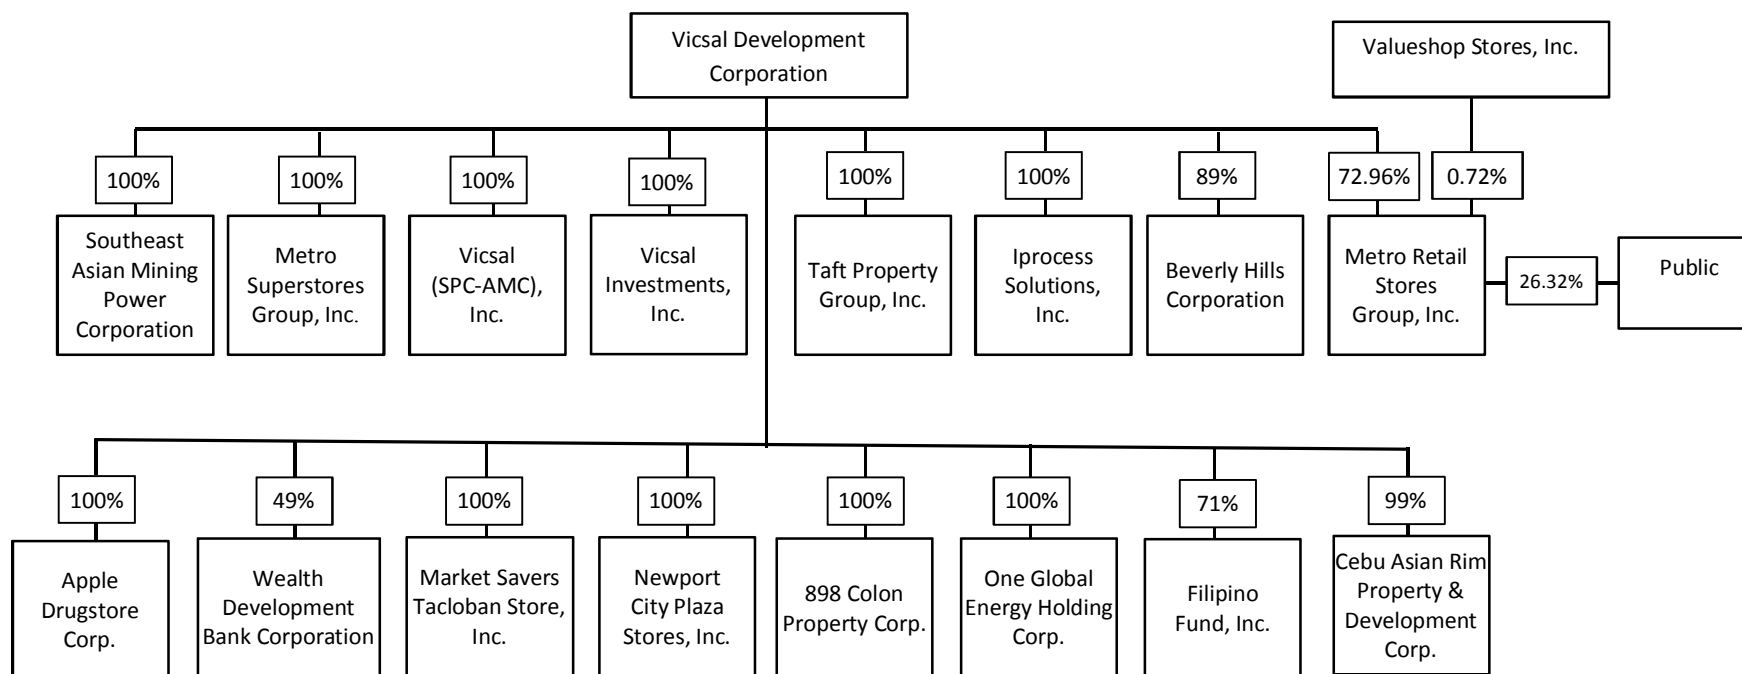 Vicsal Development
Corporation
Valueshop Stores, Inc.
100%
100%
100%
100%
100%
100%
89%
72.96%
0.72%
Southeast
Asian Mining
Power
Corporation
Metro
Superstores
Group, Inc.
Vicsal
(SPC-AMC),
Inc.
Vicsal
Investments,
Inc.
Taft Property
Group, Inc.
Iprocess
Solutions,
Inc.
Beverly Hills
Corporation
Metro Retail
Stores
Group, Inc.
26.32%
Public
100%
49%
100%
100%
100%
100%
71%
99%
Apple
Drugstore
Corp.
Wealth
Development
Bank Corporation
Market Savers
Tacloban Store,
Inc.
Newport
City Plaza
Stores, Inc.
898 Colon
Property Corp.
One Global
Energy Holding
Corp.
Filipino
Fund, Inc.
Cebu Asian Rim
Property &
Development
Corp.